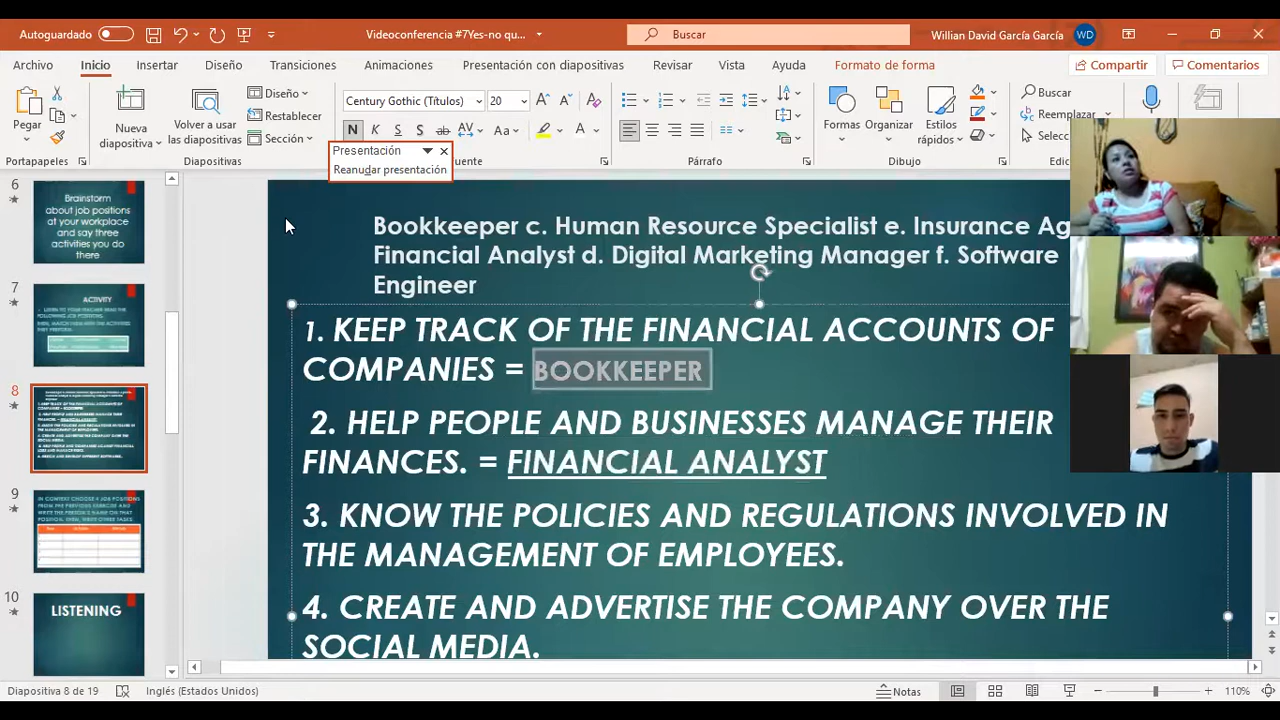 Autoguardado
Videoconferencia #7Yes-no qu...
Buscar
Willian David García García
WD
Archivo
Inicio
Insertar
Diseño
Transiciones
Animaciones
Presentación con diapositivas
Revisar
Vista
Ayuda
Formato de forma
Compartir
Comentarios
Pegar
Nueva
diapositiva
Volver a usar
las diapositivas
Diseño
Restablecer
Sección
Century Gothic (Títulos)
20
N K S S ab AV Aa A
Formas
Organizar
Estilos
rápidos
Buscar
Reemplazar
Selecc
Portapapeles
Diapositivas
uente
Párrafo
Dibujo
Presentación
Reanudar presentación
6
Brainstorm
about job positions
at your workplace
and say three
activities you do
there
7
ACTIVITY
8
9
10
LISTENING
Bookkeeper c. Human Resource Specialist e. Insurance Ag
Financial Analyst d. Digital Marketing Manager f. Software
Engineer
1. KEEP TRACK OF THE FINANCIAL ACCOUNTS OF
COMPANIES = BOOKKEEPER
2. HELP PEOPLE AND BUSINESSES MANAGE THEIR
FINANCES. = FINANCIAL ANALYST
3. KNOW THE POLICIES AND REGULATIONS INVOLVED IN
THE MANAGEMENT OF EMPLOYEES.
4. CREATE AND ADVERTISE THE COMPANY OVER THE
SOCIAL MEDIA.
Diapositiva 8 de 19
Inglés (Estados Unidos)
Notas
110%